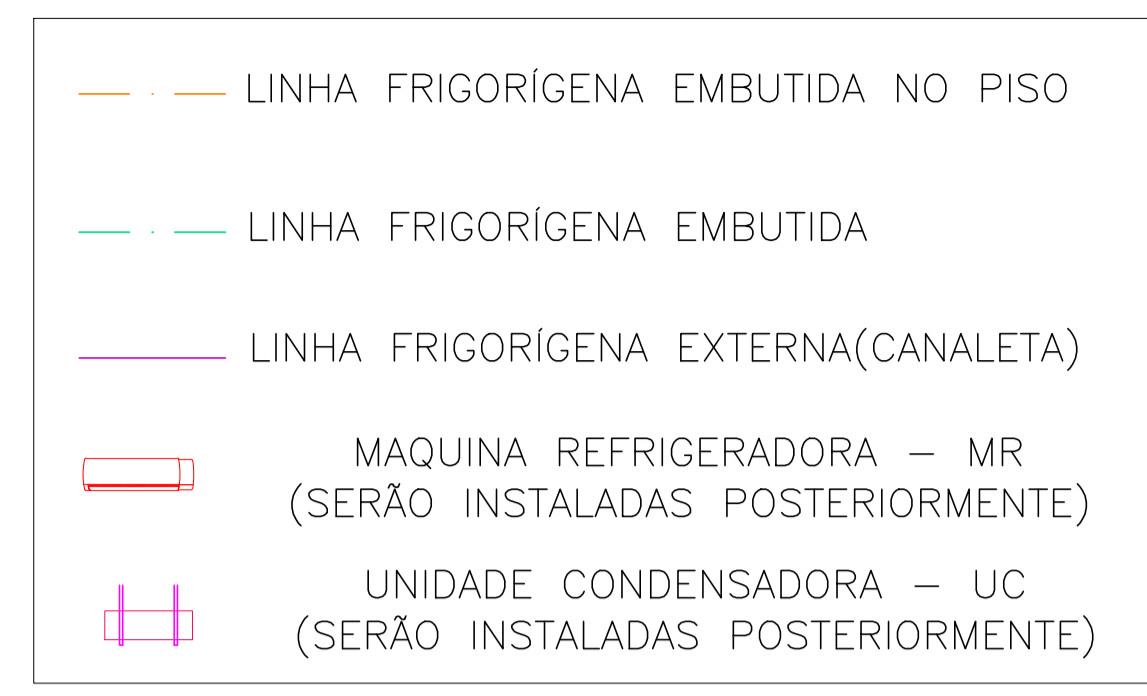 LINHA FRIGORÍGENA EMBUTIDA NO PISO
LINHA FRIGORÍGENA EMBUTIDA
LINHA FRIGORÍGENA EXTERNA(CANALETA)
MAQUINA REFRIGERADORA – MR
(SERÃO INSTALADAS POSTERIORMENTE)
UNIDADE CONDENSADORA – UC
(SERÃO INSTALADAS POSTERIORMENTE)